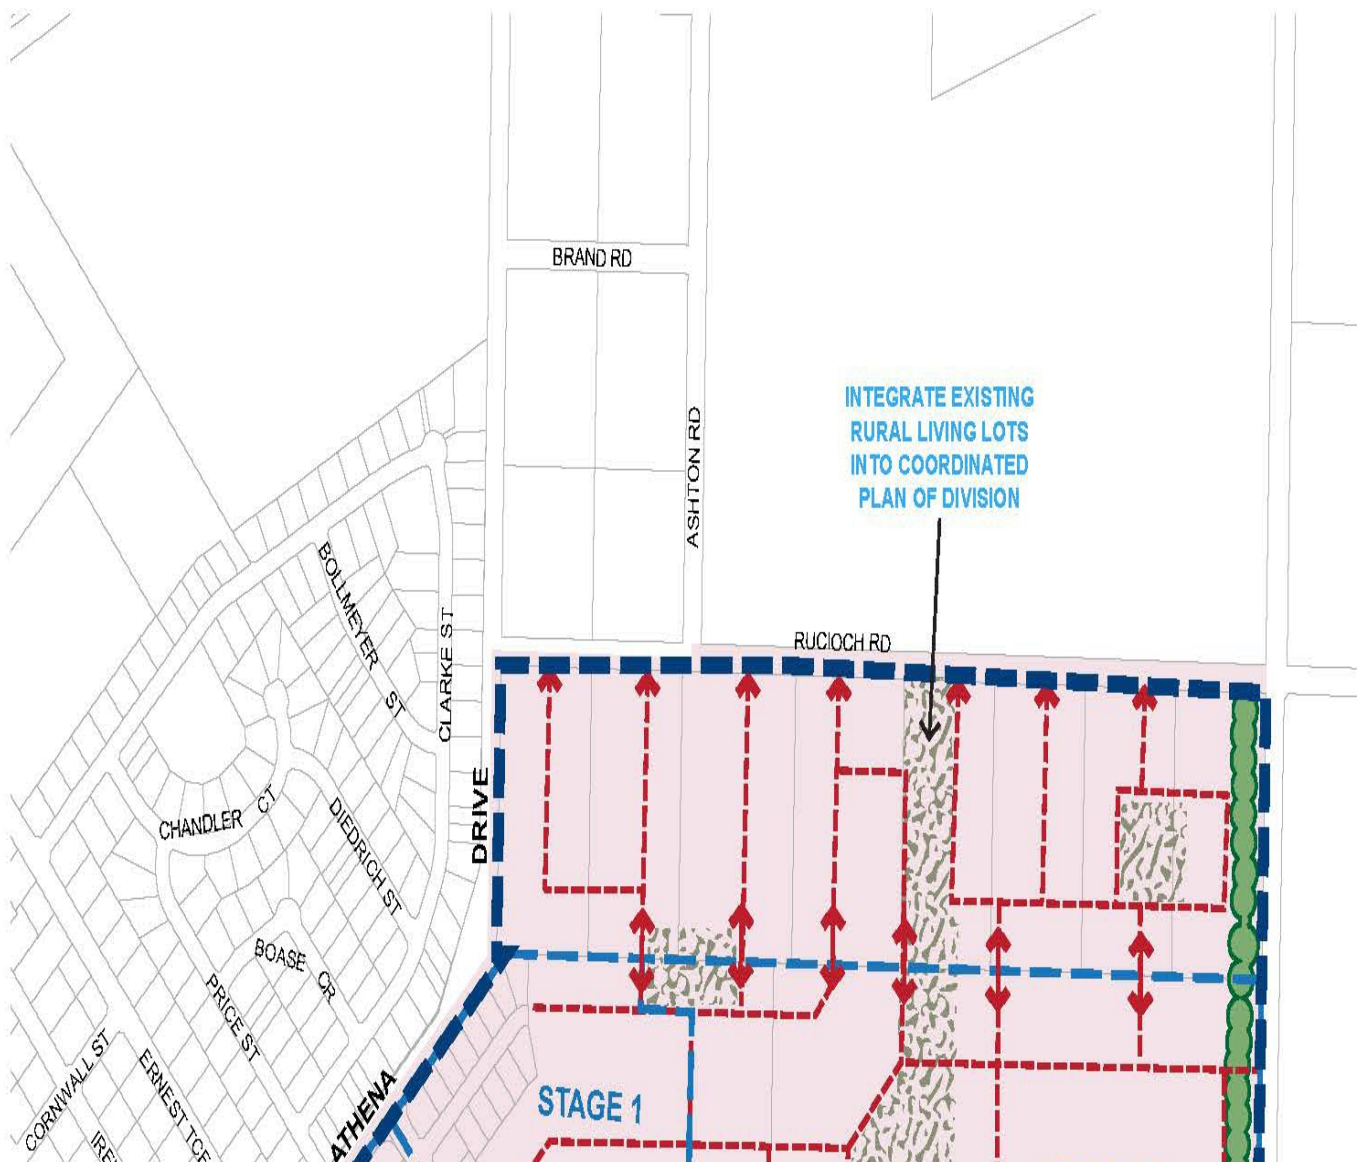 BRAND RD
ASHTON RD
INTEGRATE EXISTING
RURAL LIVING LOTS
INTO COORDINATED
PLAN OF DIVISION
RUCIOCH RD
BOLLMEYER ST
CLARKE ST
DRIVE
CHANDLER CT
DIEDRICH ST
BOASE CR
PRICE ST
CORNWALL ST
ERNEST TCE
ATHENA
STAGE 1